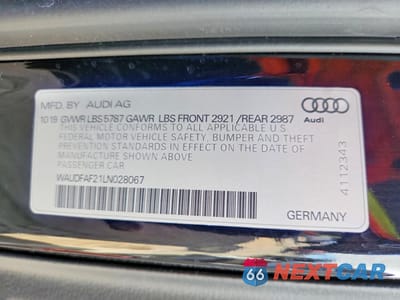 MFD. BY AUDI AG
1019 GVWR LBS 5787 GAWR LBS FRONT 2921 /REAR 2987
THIS VEHICLE CONFORMS TO ALL APPLICABLE U.S
FEDERAL MOTOR VEHICLE SAFETY, BUMPER AND THEFT
PREVENTION STANDARDS IN EFFECT ON THE DATE OF
MANUFACTURE SHOWN ABOVE.
PASSENGER CAR
WAUDFAF21LN028067
Audi
4112343
GERMANY
66 NEXTCAR